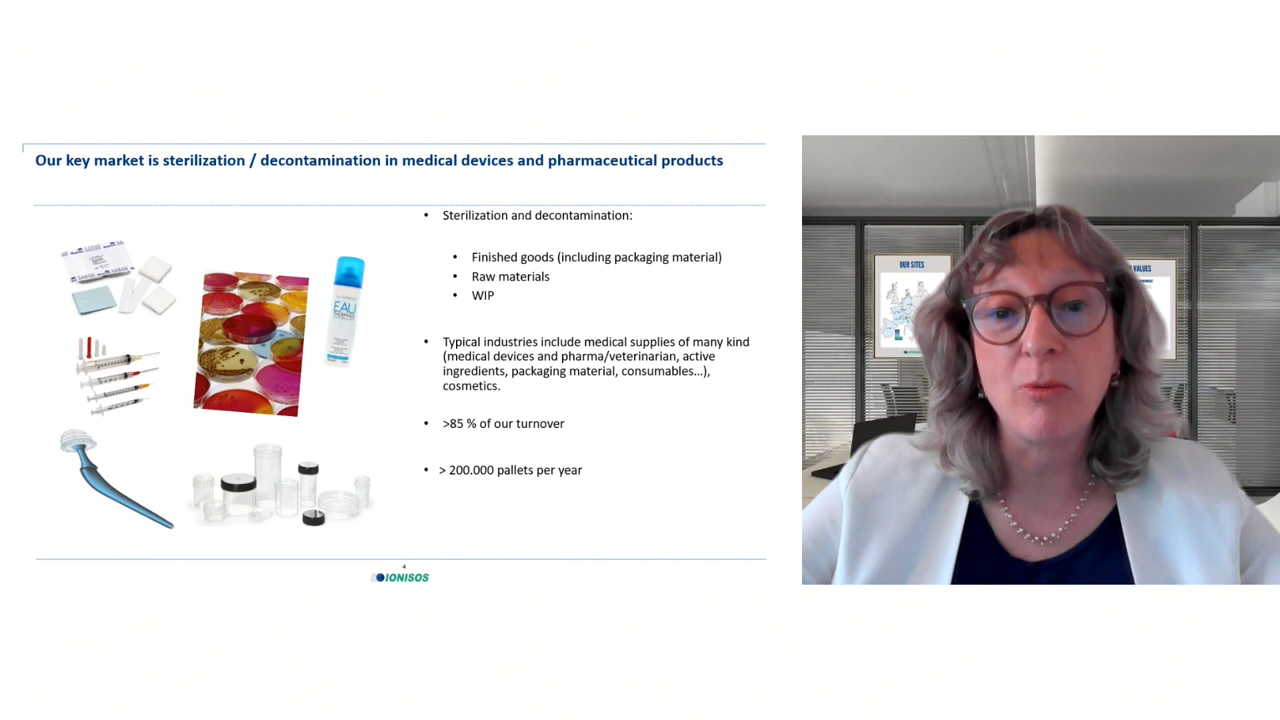 Our key market is sterilization / decontamination in medical devices and pharmaceutical products
• Sterilization and decontamination:
• Finished goods (including packaging material)
• Raw materials
• WIP
• Typical industries include medical supplies of many kind
(medical devices and pharma/veterinarian, active
ingredients, packaging material, consumables...),
cosmetics.
• >85 % of our turnover
• > 200.000 pallets per year
EAU
4
IONISOS
OUR SITES
VALUES